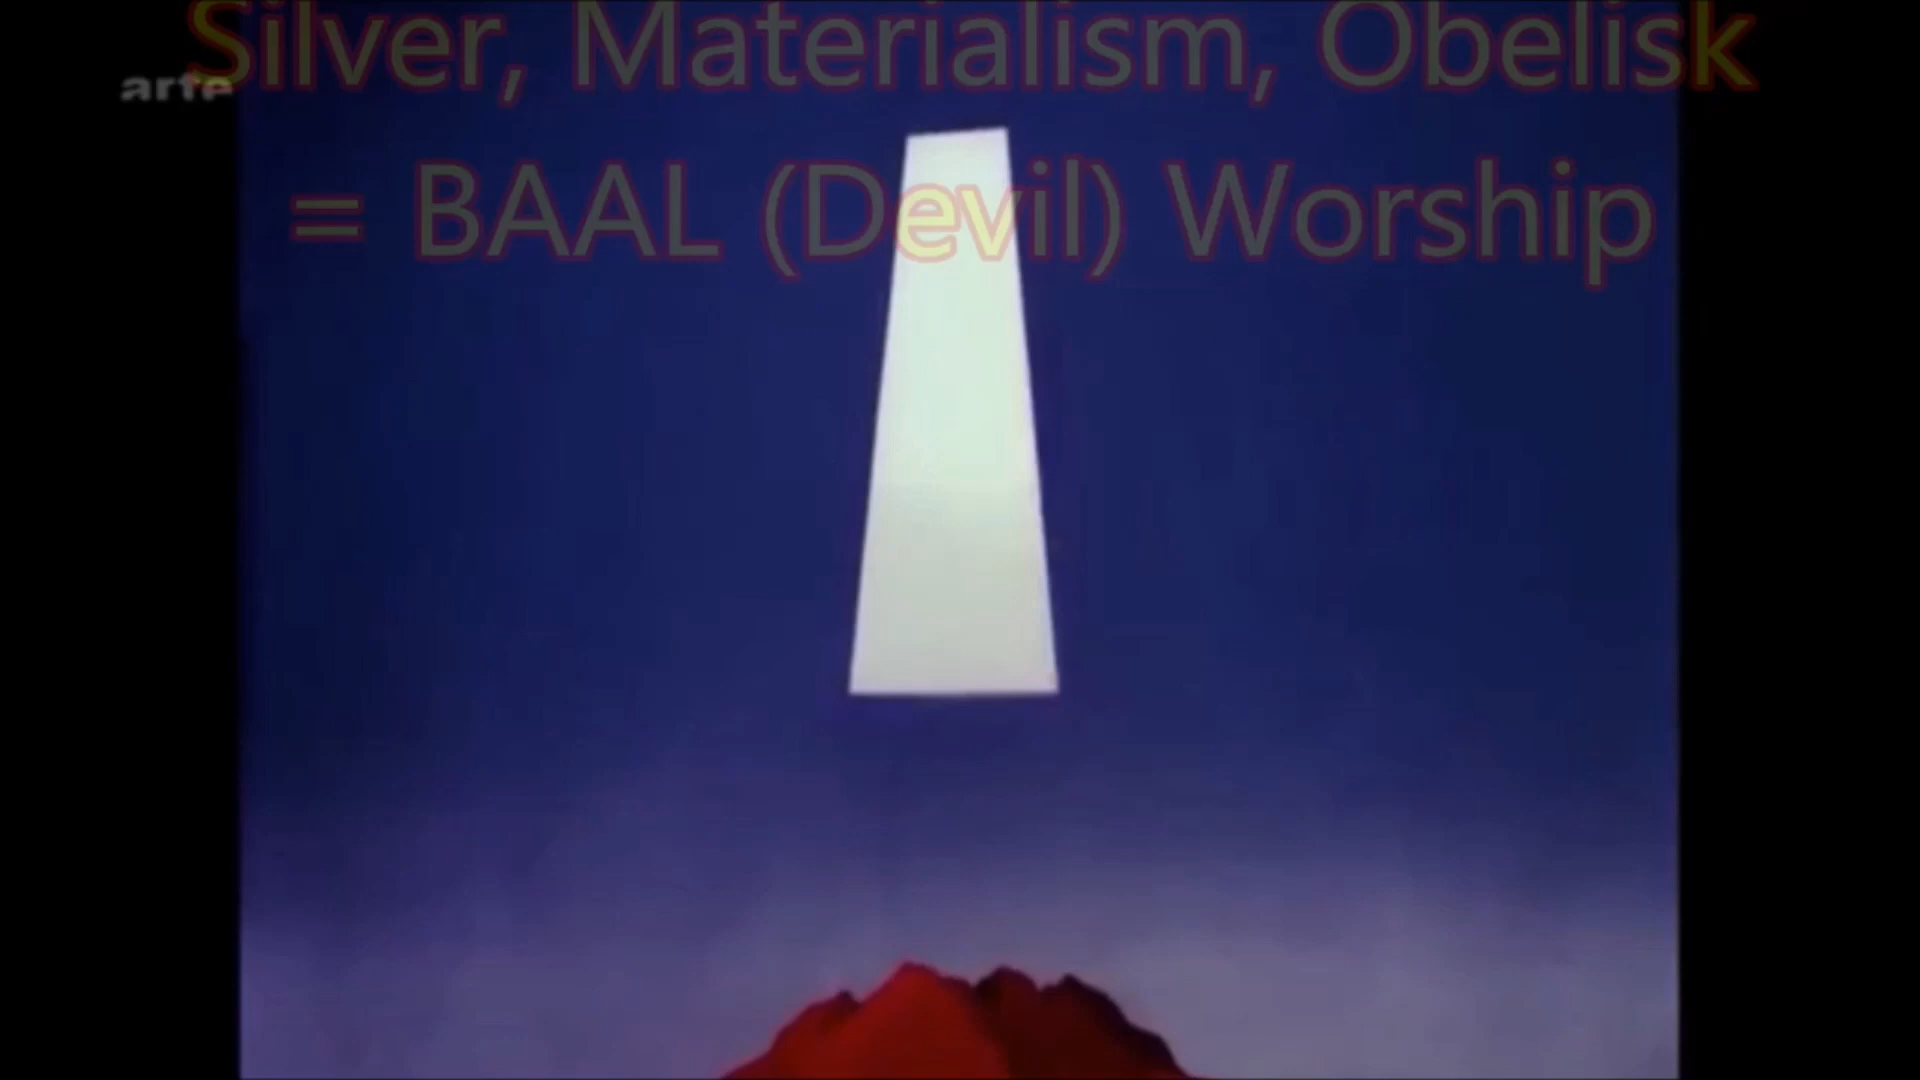 Silver, Materialism, Obelisk
arte
= BAAL (Devil) Worship